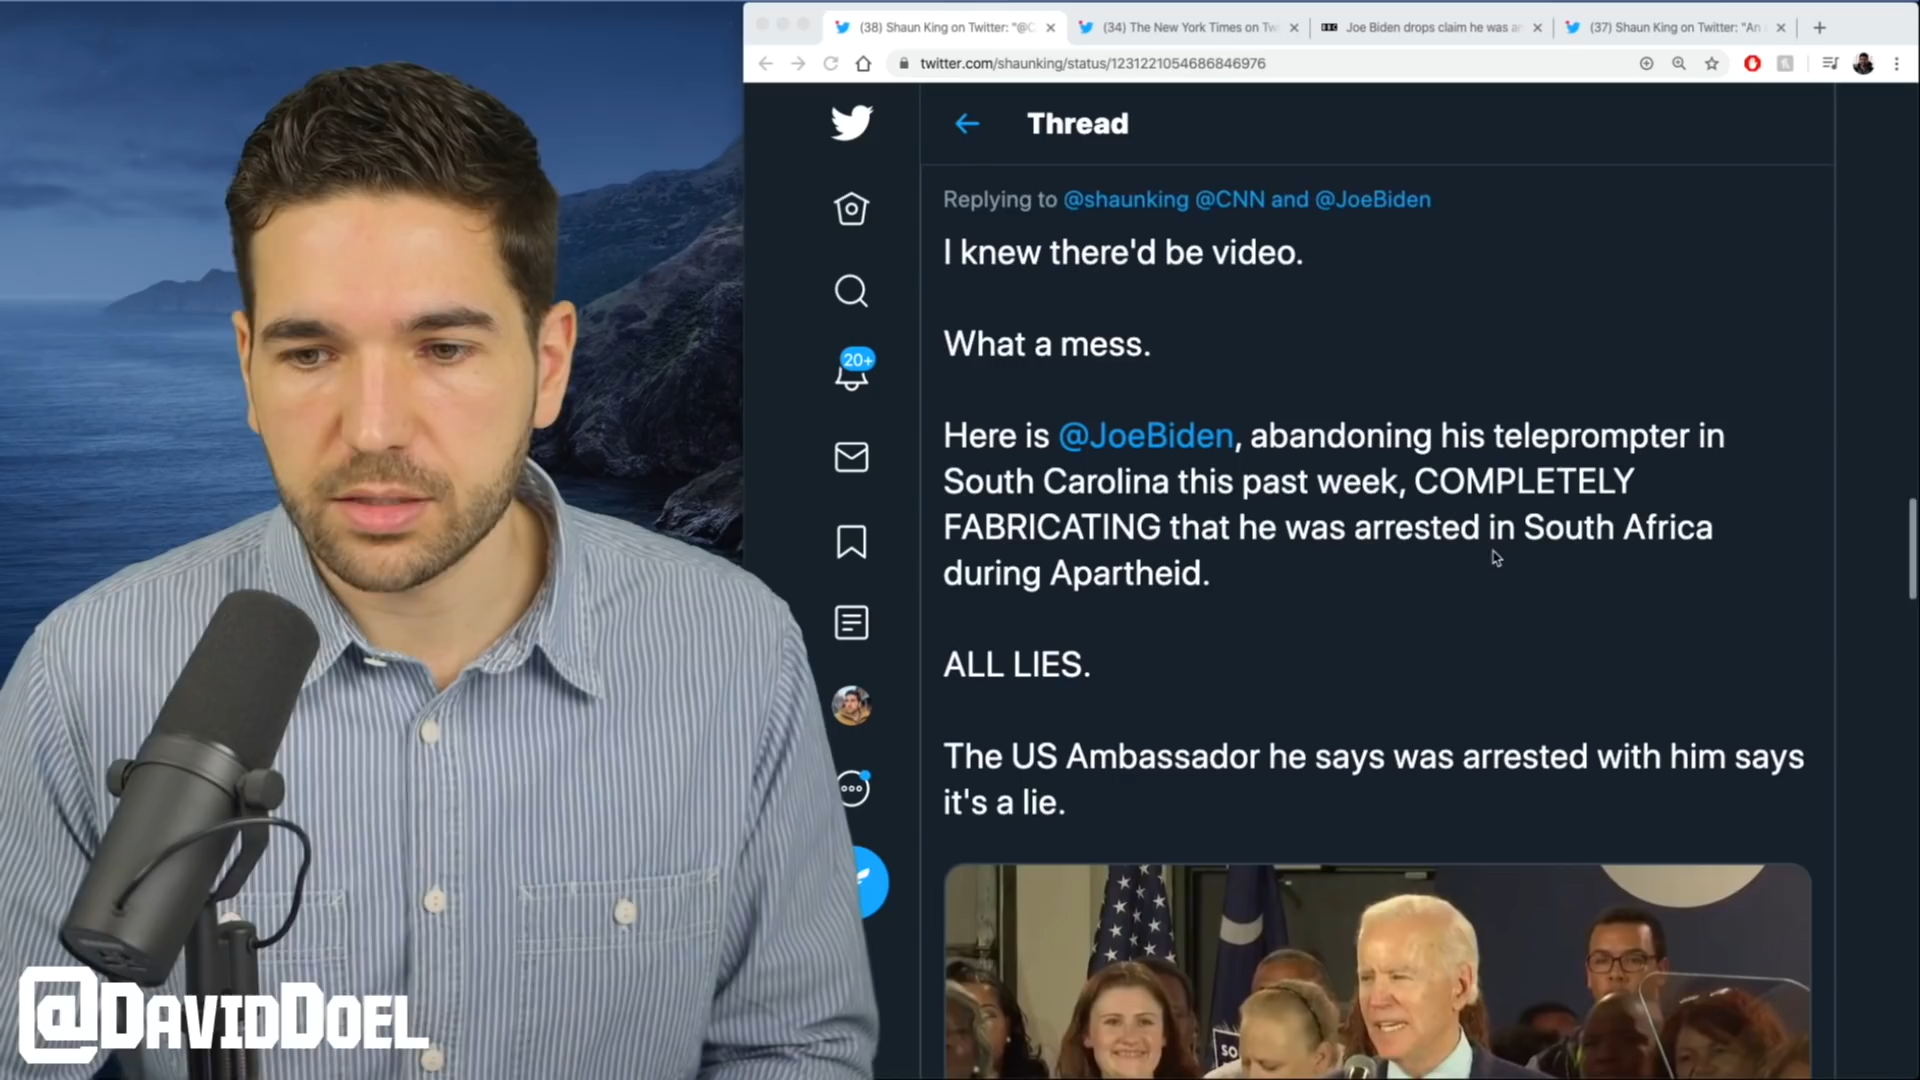 (38) Shaun King on Twitter: "@C
(34) The New York Times on Tw
BBC
Joe Biden drops claim he was ar
(37) Shaun King on Twitter: "An
twitter.com/shaunking/status/1231221054686846976
Thread
Replying to @shaunking @CNN and @JoeBiden
I knew there'd be video.
What a mess.
20+
Here is @JoeBiden, abandoning his teleprompter in
South Carolina this past week, COMPLETELY
FABRICATING that he was arrested in South Africa
during Apartheid.
ALL LIES.
The US Ambassador he says was arrested with him says
it's a lie.
SO
@DAVIDDOEL